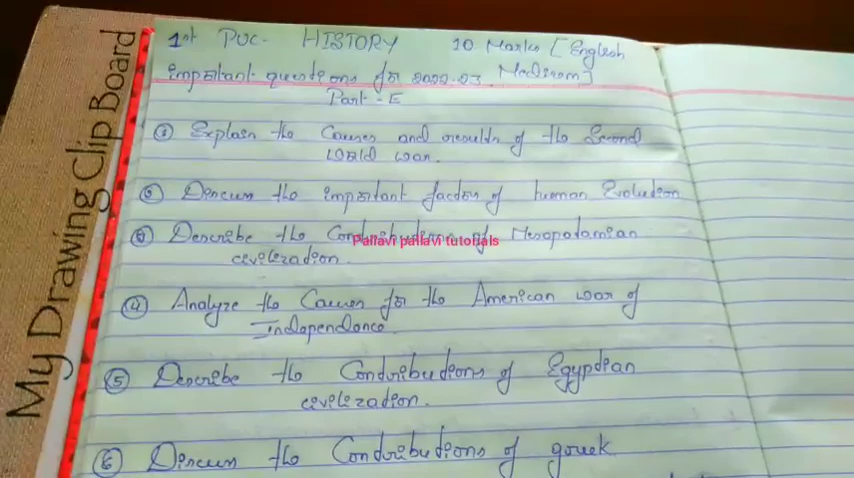 My Drawing Clip Board
1st PUC- HISTORY 10 Marks [English
important questions for 2022-23 Medium]
Part - E
① Explain the Causes and results of the Second
world war.
② Discuss the important factors of human Evolution
③ Describe the Contributions of Mesopotamian
civilization.
Pallavi pallavi tutorials
④ Analyze the Causes for the American war of
Independence.
⑤ Describe the Contributions of Egyptian
civilization.
⑥ Discuss the Contributions of greek